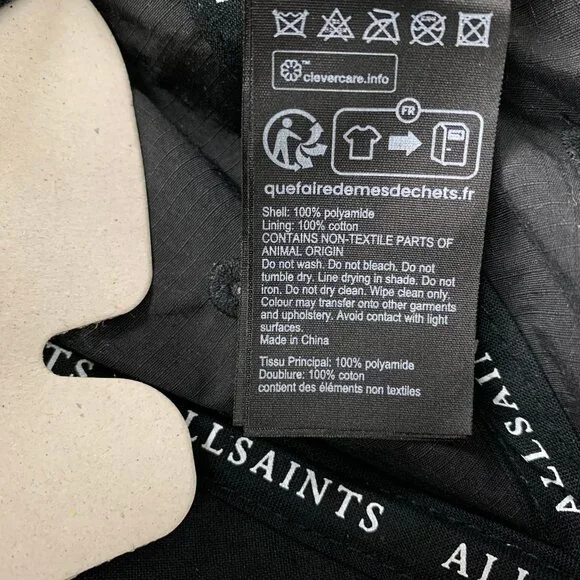 clevercare.info
FR
quefairedemesdechets.fr
Shell: 100% polyamide
Lining: 100% cotton
CONTAINS NON-TEXTILE PARTS OF
ANIMAL ORIGIN
Do not wash. Do not bleach. Do not
tumble dry. Line drying in shade. Do not
iron. Do not dry clean. Wipe clean only.
Colour may transfer onto other garments
and upholstery. Avoid contact with light
surfaces.
Made in China
Tissu Principal: 100% polyamide
Doublure: 100% coton
contient des éléments non textiles
TS
ALLSAINTS
ALLSAIN
ALL